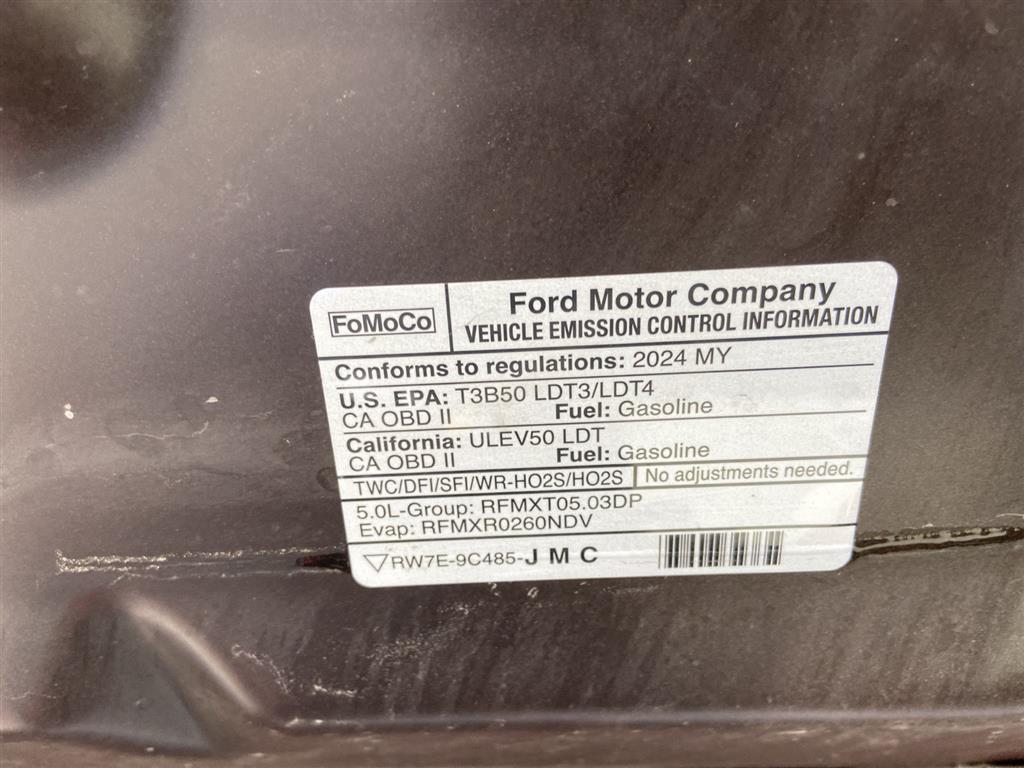 FoMoCo
Ford Motor Company
VEHICLE EMISSION CONTROL INFORMATION
Conforms to regulations: 2024 MY
U.S. EPA: T3B50 LDT3/LDT4
CA OBD II Fuel: Gasoline
California: ULEV50 LDT
CA OBD II Fuel: Gasoline
TWC/DFI/SFI/WR-HO2S/HO2S No adjustments needed.
5.0L-Group: RFMXT05.03DP
Evap: RFMXR0260NDV
▽RW7E-9C485-J M C